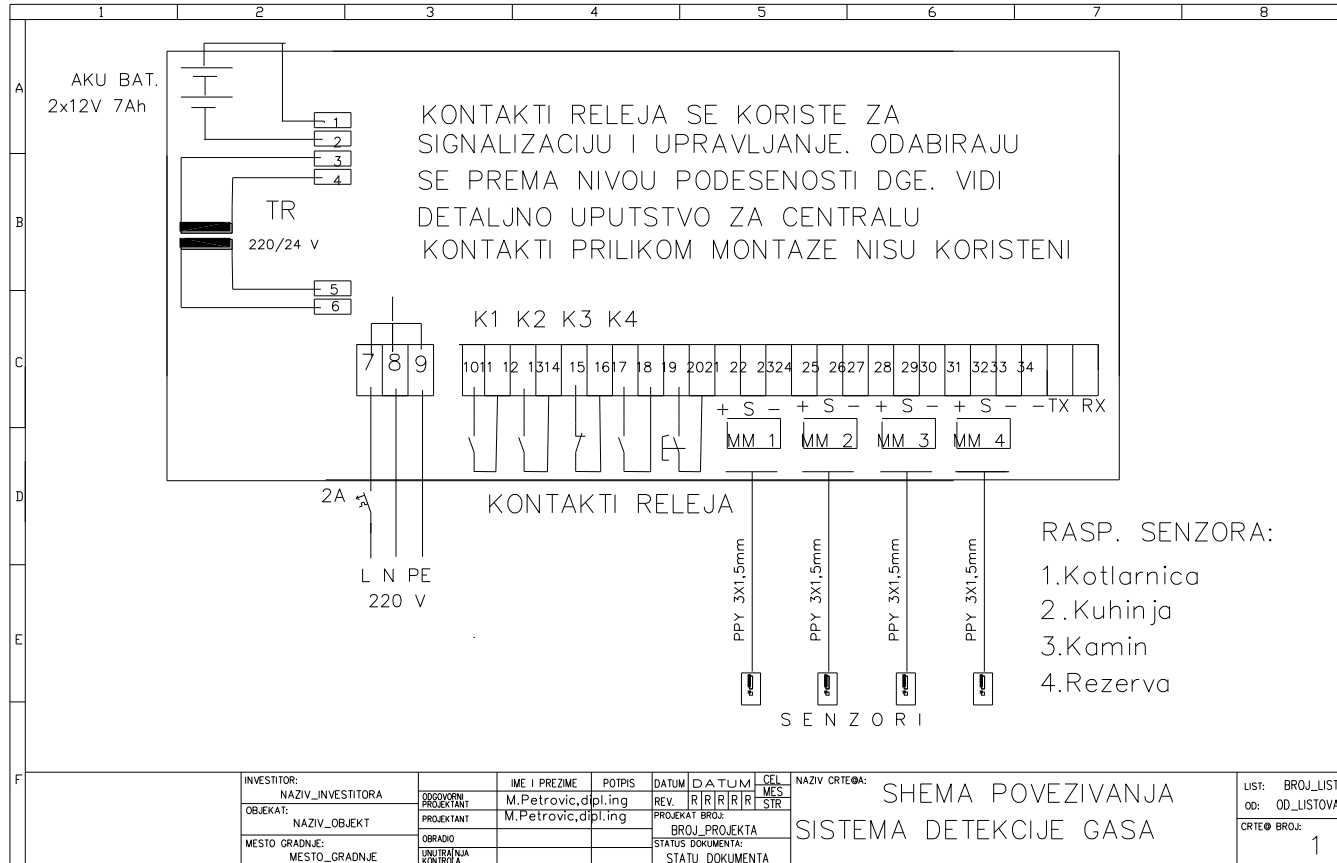 1 2 3 4 5 6 7 8
A
B
C
D
E
F
AKU BAT.
2x12V 7Ah
1
2
3
4
TR
220/24 V
5
6
KONTAKTI RELEJA SE KORISTE ZA
SIGNALIZACIJU I UPRAVLJANJE. ODABIRAJU
SE PREMA NIVOU PODESENOSTI DGE. VIDI
DETALJNO UPUTSTVO ZA CENTRALU
KONTAKTI PRILIKOM MONTAZE NISU KORISTENI
K1 K2 K3 K4
7 8 9
10 11 12 13 14 15 16 17 18 19 20 21 22 23 24 25 26 27 28 29 30 31 32 33 34
+ S - + S - + S - + S - - TX RX
MM 1 MM 2 MM 3 MM 4
2A
KONTAKTI RELEJA
L N PE
220 V
PPY 3X1,5mm
PPY 3X1,5mm
PPY 3X1,5mm
PPY 3X1,5mm
SENZORI
RASP. SENZORA:
1.Kotlarnica
2.Kuhinja
3.Kamin
4.Rezerva
INVESTITOR:
NAZIV_INVESTITORA
OBJEKAT:
NAZIV_OBJEKT
MESTO GRADNJE:
MESTO_GRADNJE
IME I PREZIME POTPIS
ODGOVORNI PROJEKTANT M.Petrovic,dipl.ing
PROJEKTANT M.Petrovic,dipl.ing
OBRADIO
UNUTRA[NJA KONTROLA
DATUM DATUM
REV. R R R R R
CEL
MES
STR
PROJEKAT BROJ:
BROJ_PROJEKTA
STATUS DOKUMENTA:
STATU DOKUMENTA
NAZIV CRTE@A:
SHEMA POVEZIVANJA
SISTEMA DETEKCIJE GASA
LIST: BROJ_LIST
OD: OD_LISTOVA
CRTE@ BROJ:
1